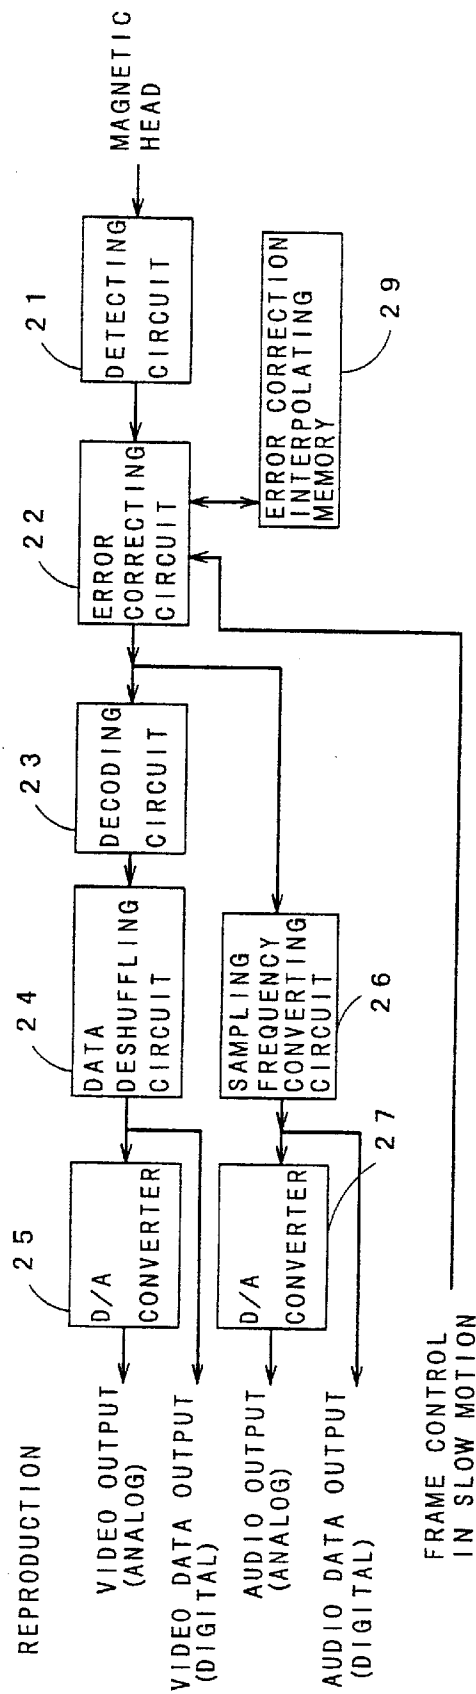 REPRODUCTION
VIDEO OUTPUT
(ANALOG)
VIDEO DATA OUTPUT
(DIGITAL)
AUDIO OUTPUT
(ANALOG)
AUDIO DATA OUTPUT
(DIGITAL)
FRAME CONTROL
IN SLOW MOTION
25
D/A
CONVERTER
D/A
CONVERTER
27
24
DATA
DESHUFFLING
CIRCUIT
SAMPLING
FREQUENCY
CONVERTING
CIRCUIT
26
23
DECODING
CIRCUIT
22
ERROR
CORRECTING
CIRCUIT
21
DETECTING
CIRCUIT
ERROR CORRECTION
INTERPOLATING
MEMORY
29
MAGNETIC
HEAD